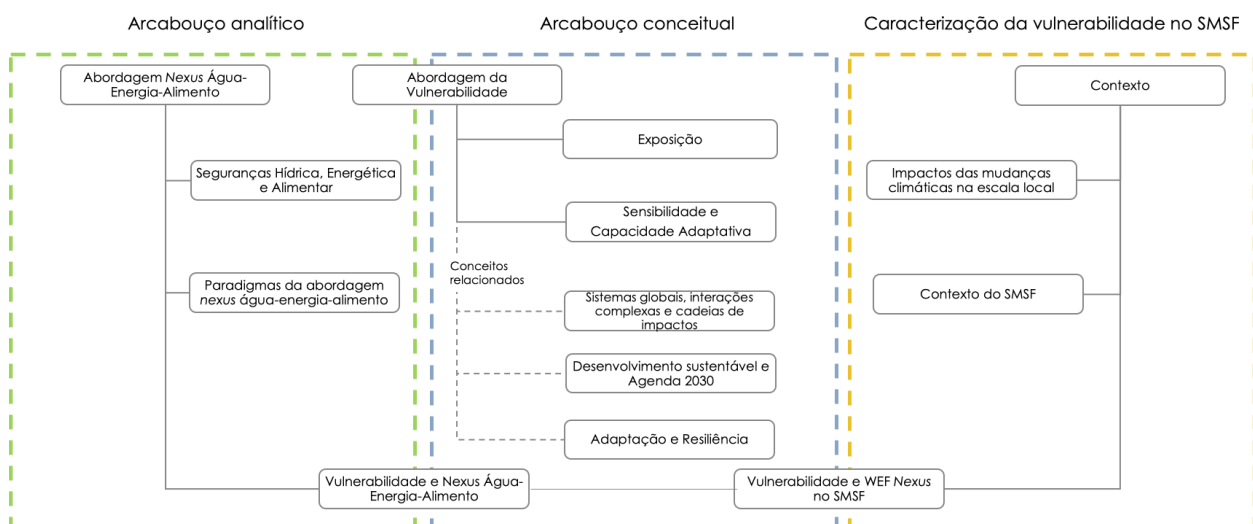 Arcabouço analítico
Arcabouço conceitual
Caracterização da vulnerabilidade no SMSF
Abordagem Nexus Água-
Energia-Alimento
Seguranças Hídrica, Energética
e Alimentar
Paradigmas da abordagem
nexus água-energia-alimento
Abordagem da
Vulnerabilidade
Exposição
Sensibilidade e
Capacidade Adaptativa
Conceitos
relacionados
Sistemas globais, interações
complexas e cadeias de
impactos
Desenvolvimento sustentável e
Agenda 2030
Adaptação e Resiliência
Contexto
Impactos das mudanças
climáticas na escala local
Contexto do SMSF
Vulnerabilidade e Nexus Água-
Energia-Alimento
Vulnerabilidade e WEF Nexus
no SMSF